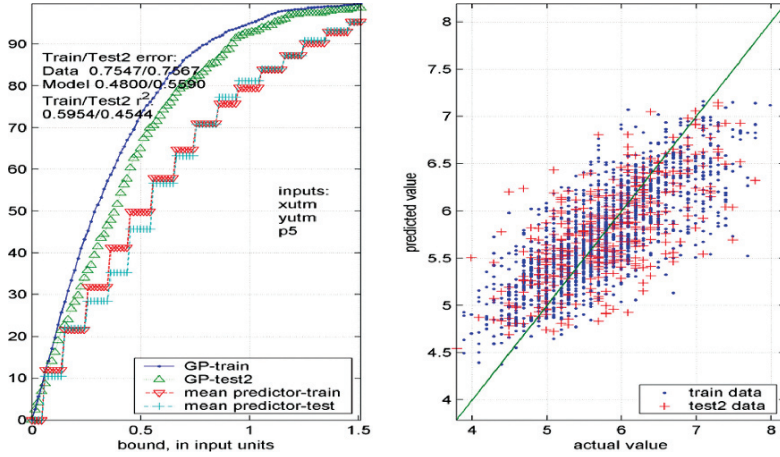 90
80
70
60
50
40
30
20
10
0
Train/Test2 error:
Data 0.7547/0.7567
Model 0.4800/0.5590
Train/Test2 r²
0.5954/0.4544
inputs:
xutm
yutm
p5
GP-train
GP-test2
mean predictor-train
mean predictor-test
0 0.5 1 1.5
bound, in input units
predicted value
8
7.5
7
6.5
6
5.5
5
4.5
4
train data
test2 data
4 5 6 7 8
actual value